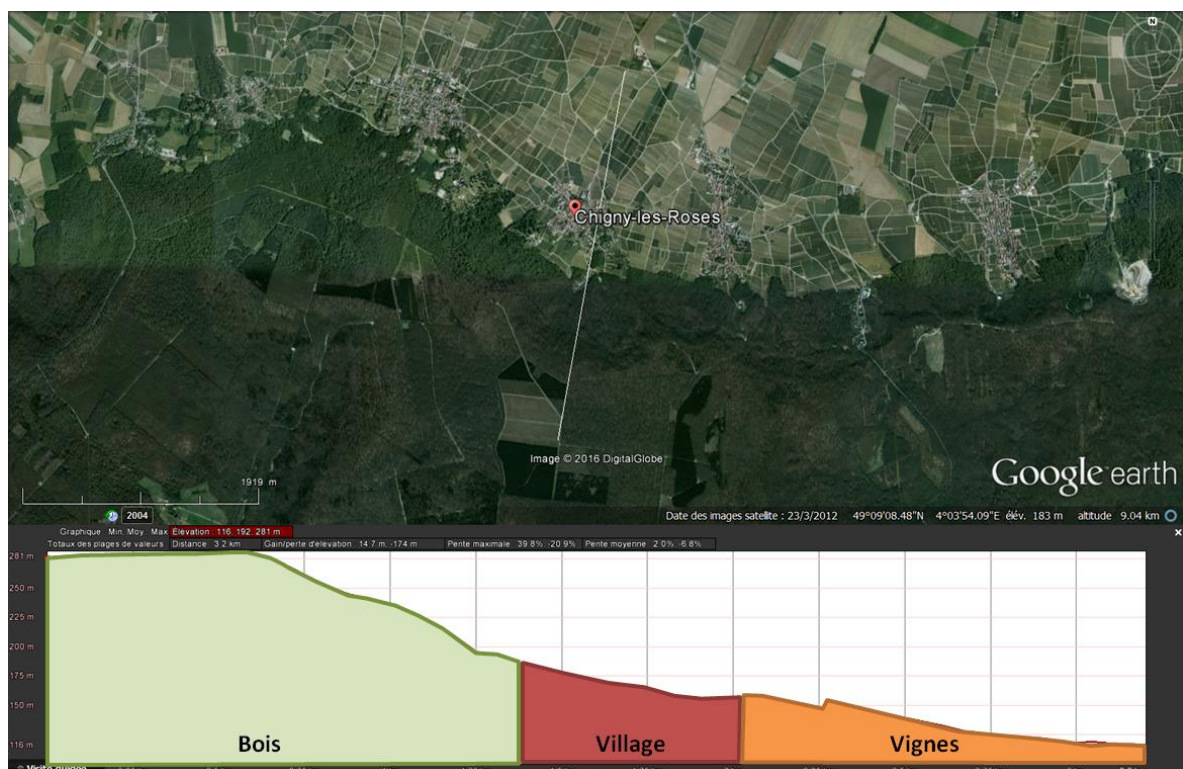 N
Chigny-les-Roses
Image © 2016 DigitalGlobe
Google earth
1919 m
2004
Date des images satellite : 23/3/2012 49°09'08.48"N 4°03'54.09"E élév. 183 m altitude 9.04 km
Graphique Min. Moy. Max Élévation : 116, 192, 281 m
Totaux des plages de valeurs Distance 3.2 km Gain/perte d'élévation 14.7 m, -174 m Pente maximale 39.8% -20.9% Pente moyenne 2.0% -6.8%
281 m
250 m
225 m
200 m
175 m
150 m
116 m
Bois Village Vignes
Visite guidée